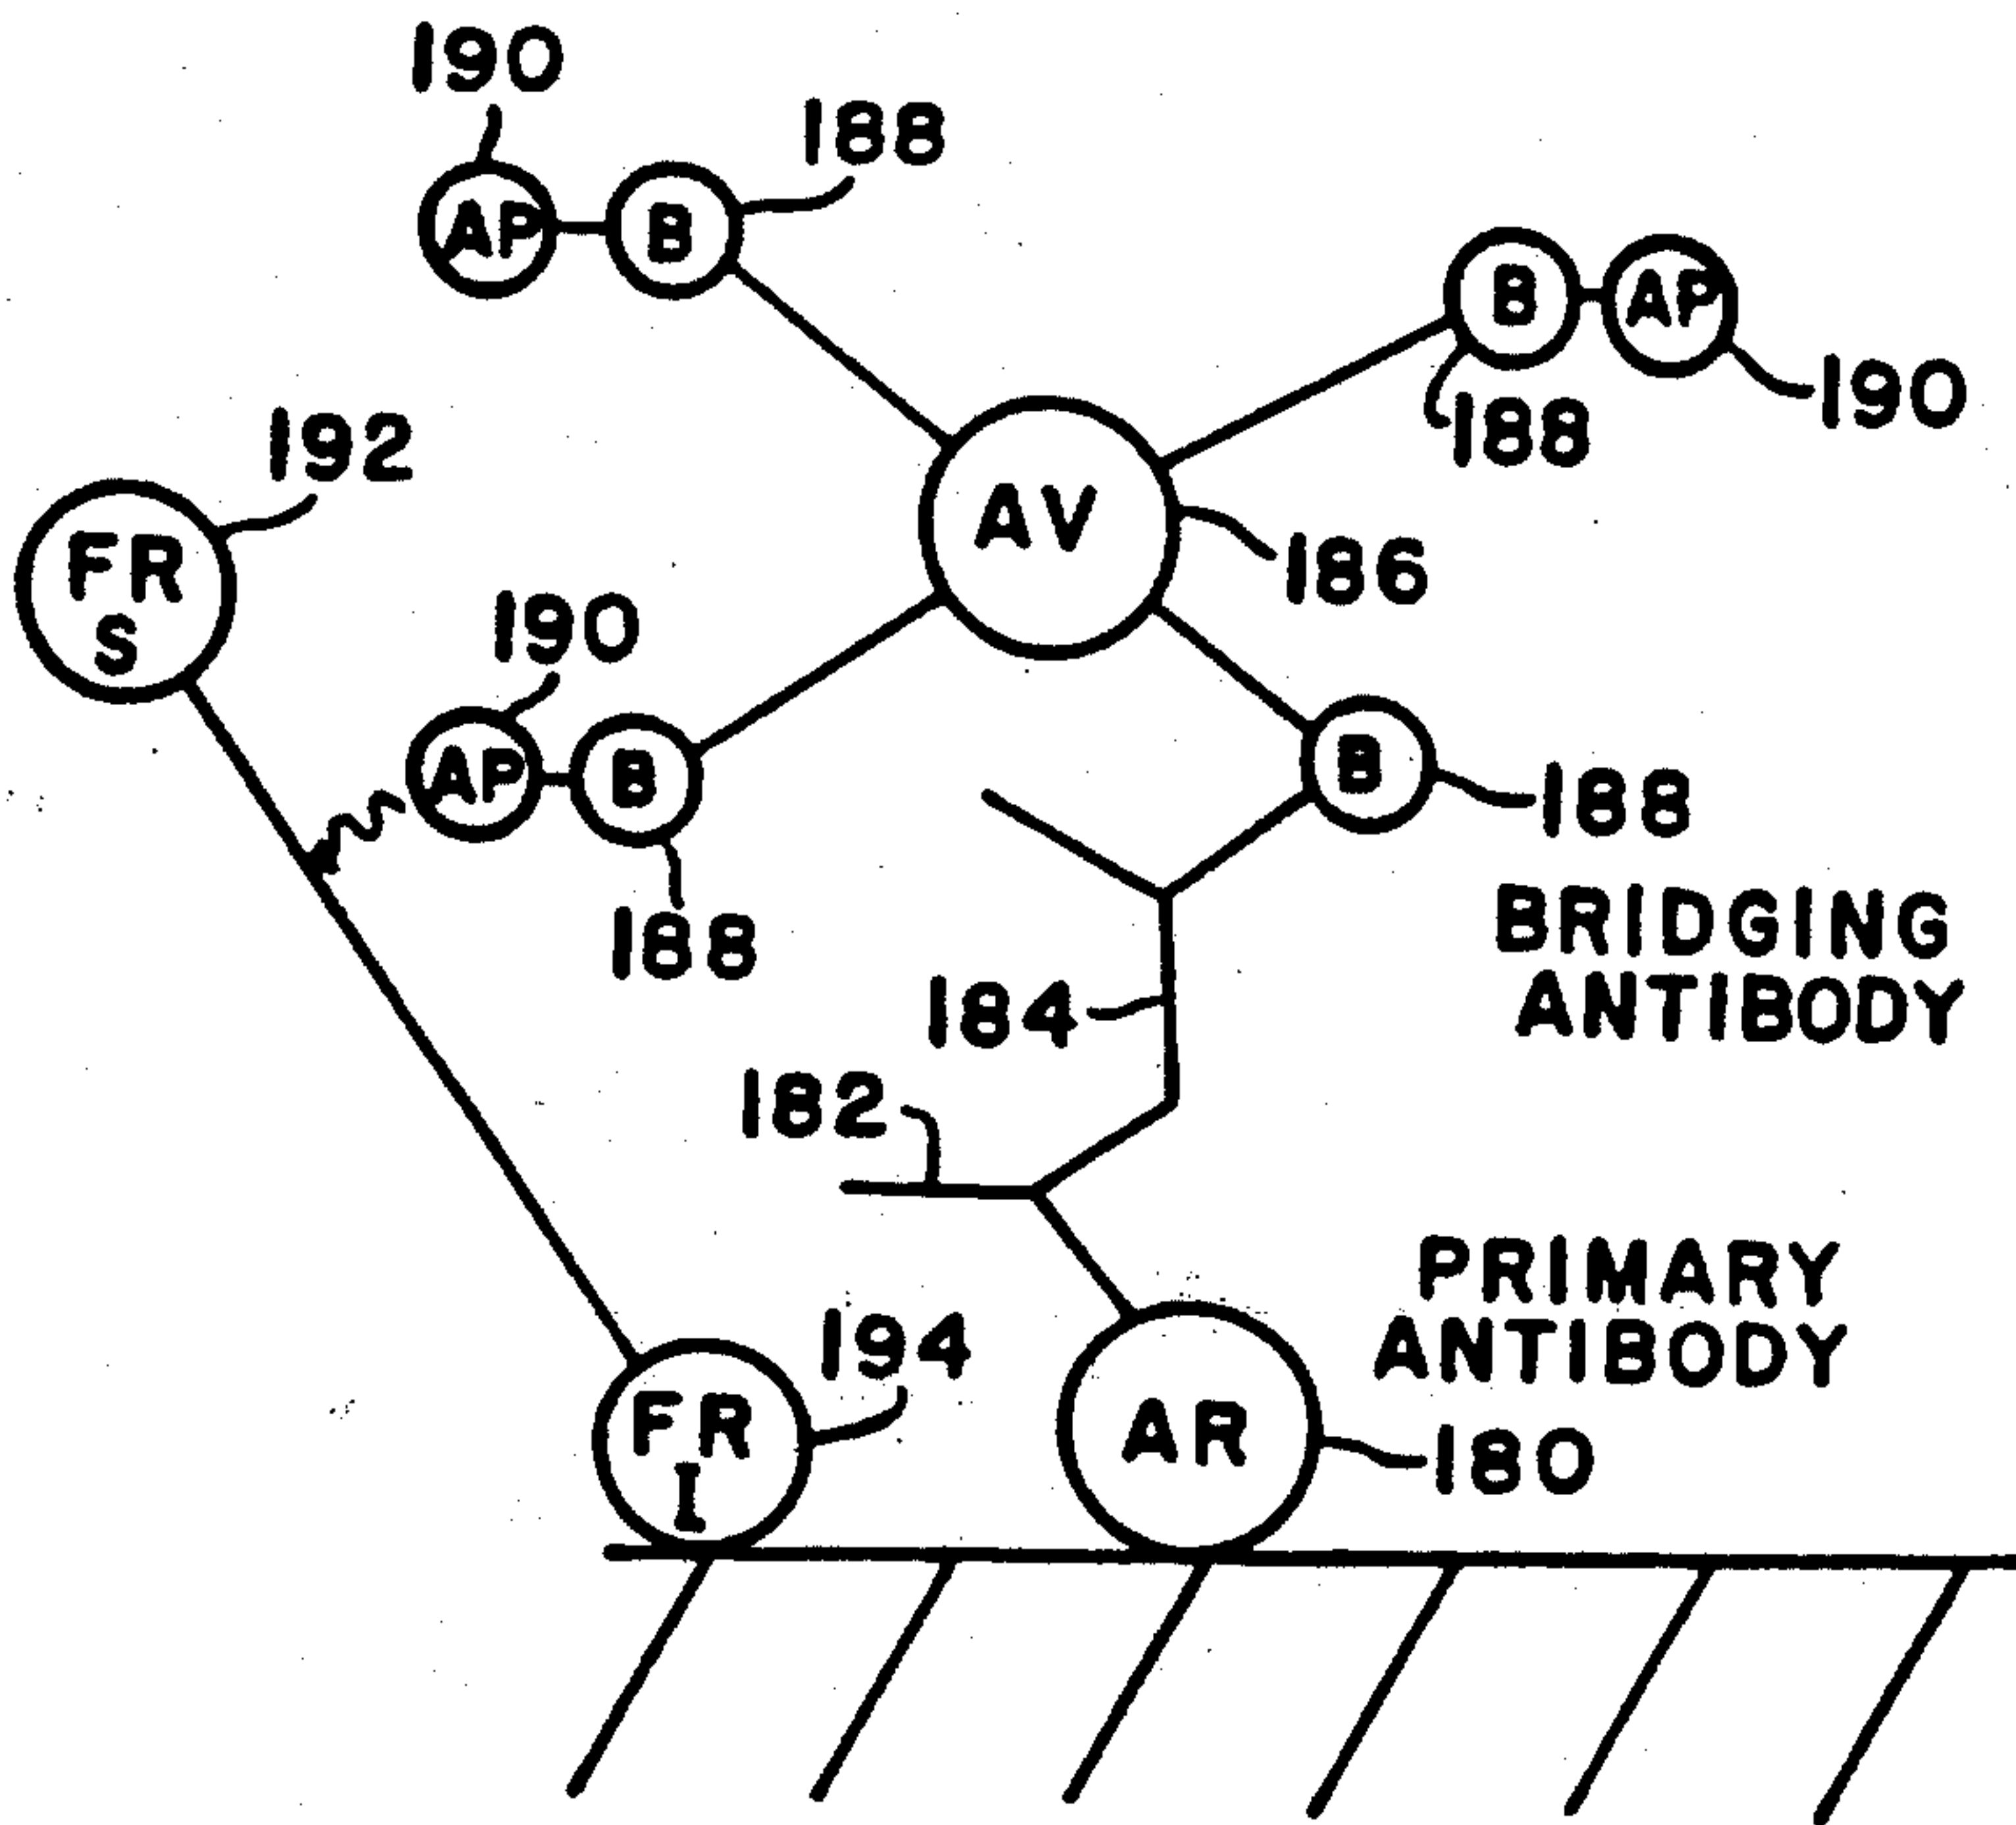 190
188
AP
B
B
AP
190
188
192
AV
186
FR
S
190
AP
B
B
188
188
BRIDGING
ANTIBODY
184
182
PRIMARY
ANTIBODY
194
FR
I
AR
180